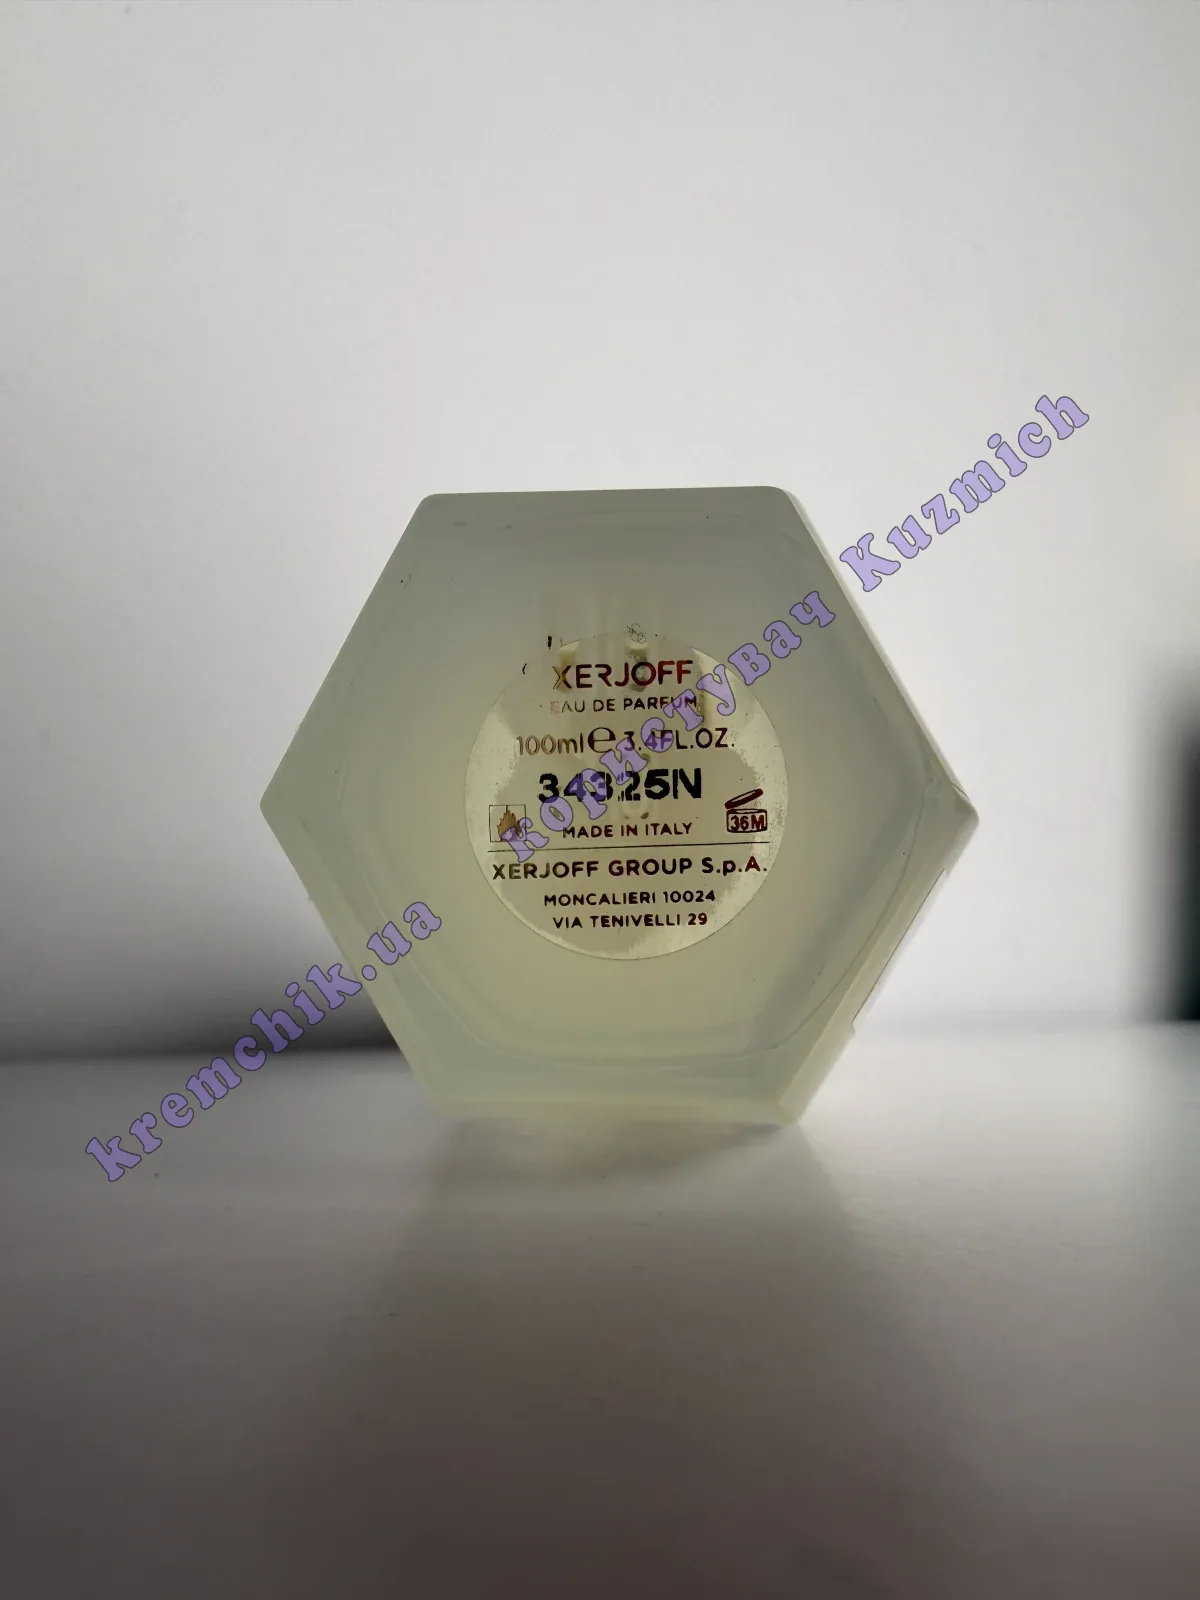 XERJOFF
EAU DE PARFUM
100ml℮ 3.4FL.OZ.
34325N
MADE IN ITALY
36M
XERJOFF GROUP S.p.A.
MONCALIERI 10024
VIA TENIVELLI 29
kremchik.ua користувач Kuzmich